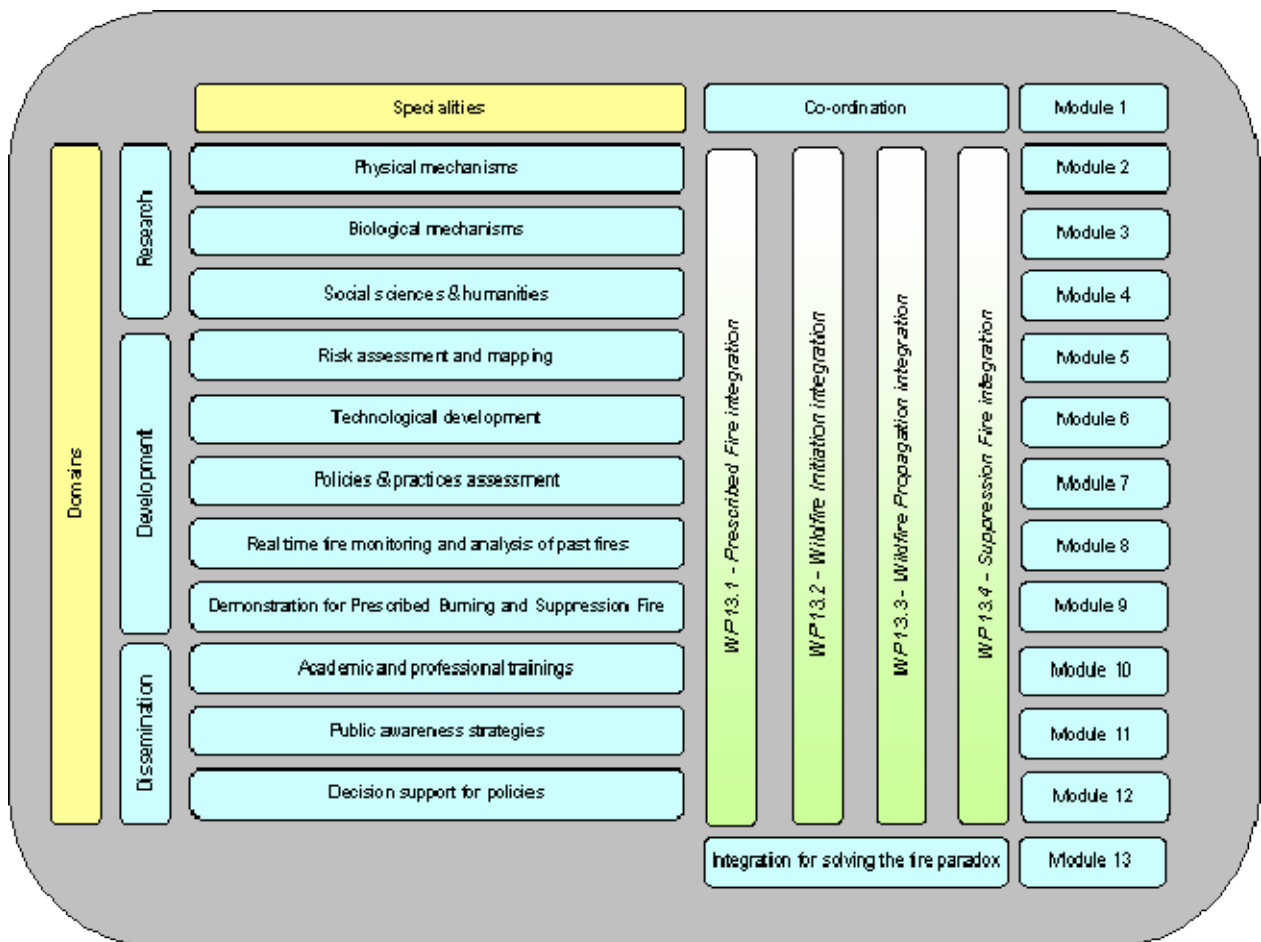 Specialities
Co-ordination
Module 1
Domains
Research
Physical mechanisms
Module 2
Biological mechanisms
Module 3
Social sciences & humanities
Module 4
Development
Risk assessment and mapping
Module 5
Technological development
Module 6
Policies & practices assessment
Module 7
Real time fire monitoring and analysis of past fires
Module 8
Demonstration for Prescribed Burning and Suppression Fire
Module 9
Dissemination
Academic and professional trainings
Module 10
Public awareness strategies
Module 11
Decision support for policies
Module 12
WP13.1 - Prescribed Fire integration
WP13.2 - Wildfire Initiation integration
WP13.3 - Wildfire Propagation integration
WP13.4 - Suppression Fire integration
Integration for solving the fire paradox
Module 13